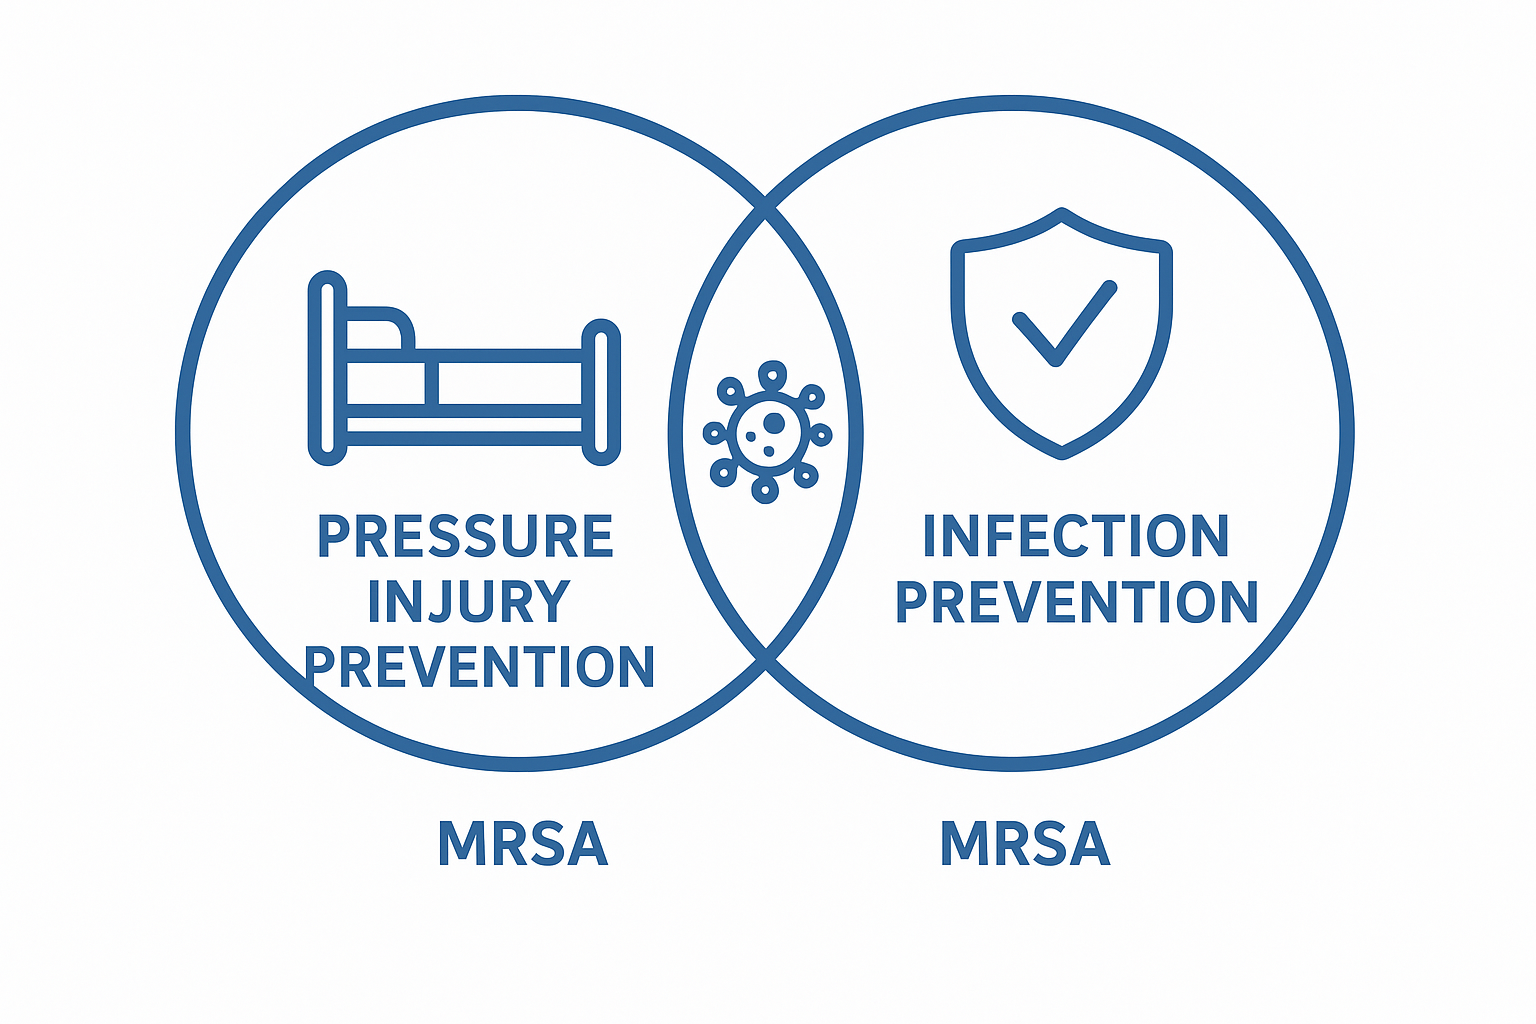 PRESSURE
INJURY
PREVENTION
INFECTION
PREVENTION
MRSA
MRSA